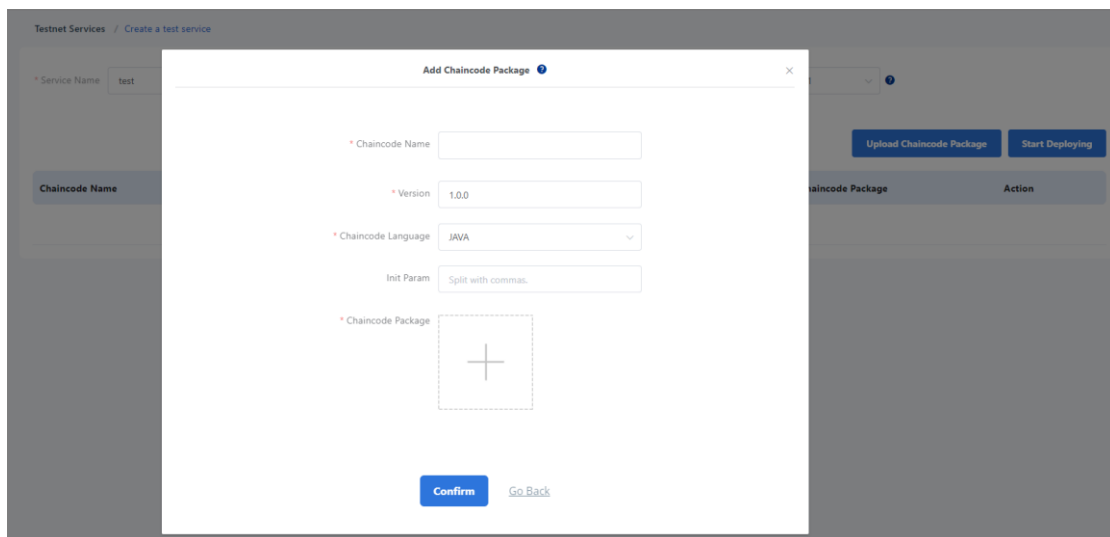 Testnet Services / Create a test service
Add Chaincode Package
* Service Name test
* Chaincode Name
Upload Chaincode Package Start Deploying
Chaincode Name Package Action
* Version 1.0.0
* Chaincode Language JAVA
Init Param Split with commas.
* Chaincode Package
Confirm Go Back